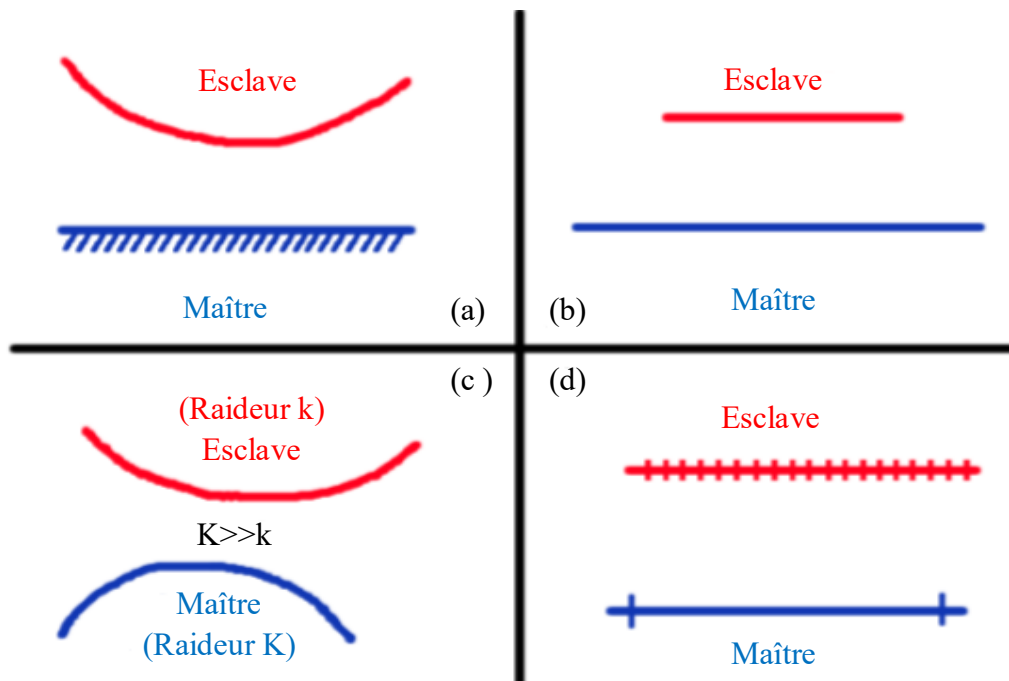 Esclave
Maître
(a)
Esclave
Maître
(b)
(c )
(Raideur k)
Esclave
K>>k
Maître
(Raideur K)
(d)
Esclave
Maître